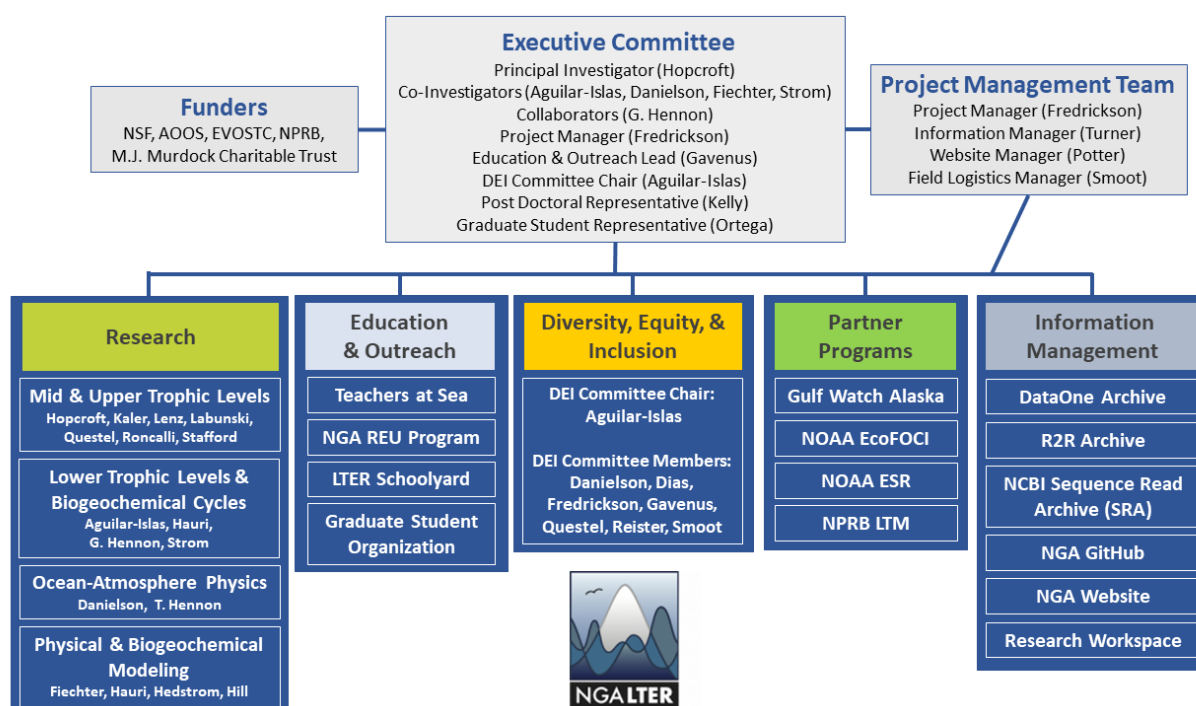 Executive Committee
Principal Investigator (Hopcroft)
Co-Investigators (Aguilar-Islas, Danielson, Fiechter, Strom)
Collaborators (G. Hennon)
Project Manager (Fredrickson)
Education & Outreach Lead (Gavenus)
DEI Committee Chair (Aguilar-Islas)
Post Doctoral Representative (Kelly)
Graduate Student Representative (Ortega)
Funders
NSF, AOOS, EVOSTC, NPRB,
M.J. Murdock Charitable Trust
Project Management Team
Project Manager (Fredrickson)
Information Manager (Turner)
Website Manager (Potter)
Field Logistics Manager (Smoot)
Research
Mid & Upper Trophic Levels
Hopcroft, Kaler, Lenz, Labunski,
Questel, Roncalli, Stafford
Lower Trophic Levels &
Biogeochemical Cycles
Aguilar-Islas, Hauri,
G. Hennon, Strom
Ocean-Atmosphere Physics
Danielson, T. Hennon
Physical & Biogeochemical
Modeling
Fiechter, Hauri, Hedstrom, Hill
Education
& Outreach
Teachers at Sea
NGA REU Program
LTER Schoolyard
Graduate Student
Organization
Diversity, Equity, &
Inclusion
DEI Committee Chair:
Aguilar-Islas
DEI Committee Members:
Danielson, Dias,
Fredrickson, Gavenus,
Questel, Reister, Smoot
Partner
Programs
Gulf Watch Alaska
NOAA EcoFOCI
NOAA ESR
NPRB LTM
Information
Management
DataOne Archive
R2R Archive
NCBI Sequence Read
Archive (SRA)
NGA GitHub
NGA Website
Research Workspace
NGALTER